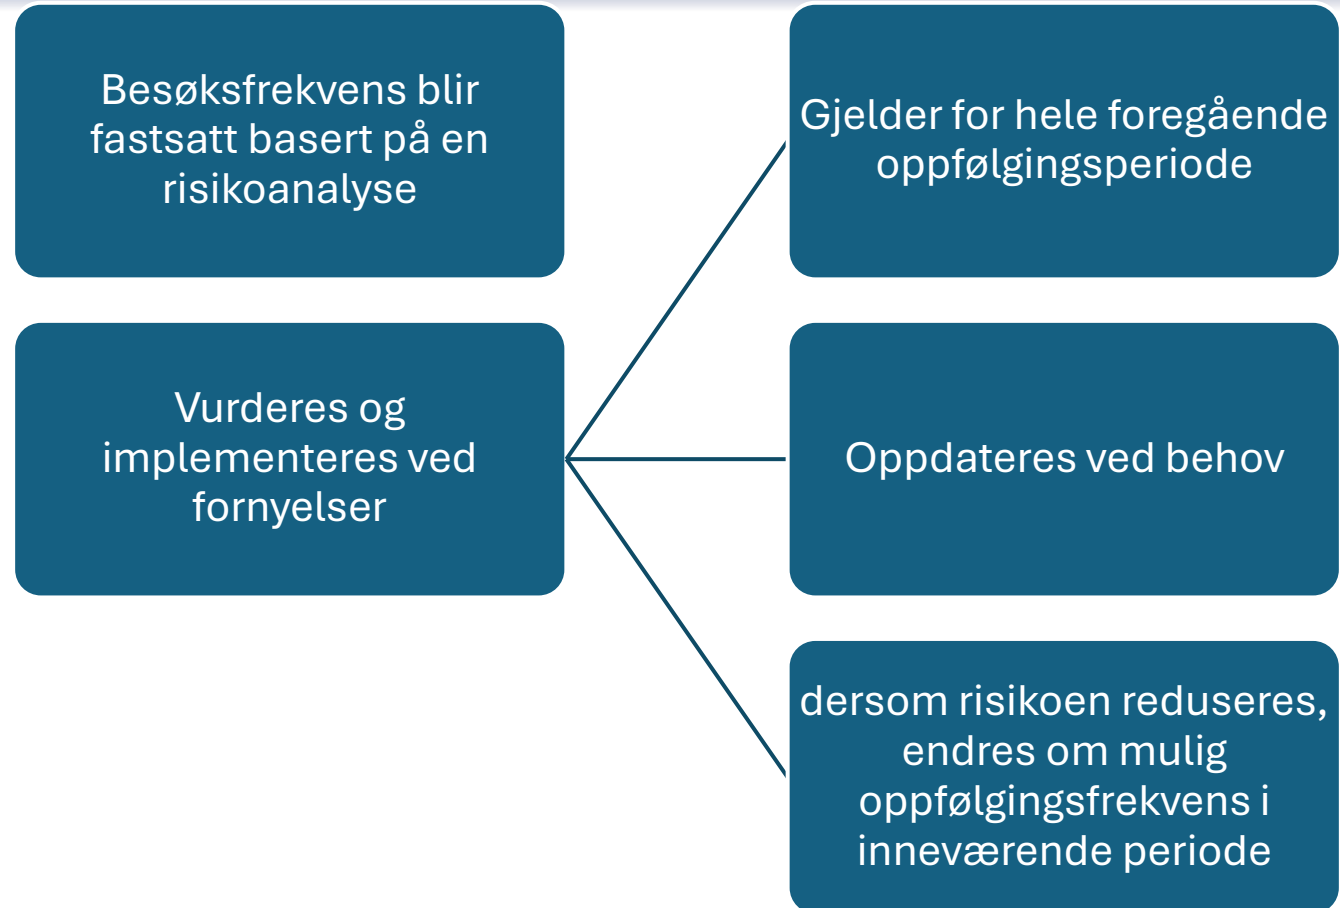 Besøksfrekvens blir
fastsatt basert på en
risikoanalyse
Vurderes og
implementeres ved
fornyelser
Gjelder for hele foregående
oppfølgingsperiode
Oppdateres ved behov
dersom risikoen reduseres,
endres om mulig
oppfølgingsfrekvens i
inneværende periode